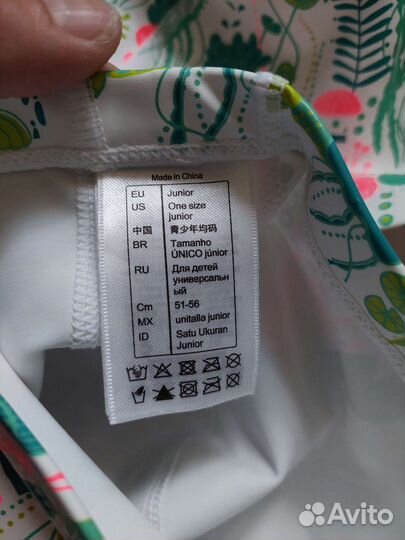 Made in China
EU Junior
US One size
junior
中国 青少年均码
BR Tamanho
ÚNICO júnior
RU Для детей
универсальн
ый
Cm 51-56
MX unitalla junior
ID Satu Ukuran
Junior
Avito